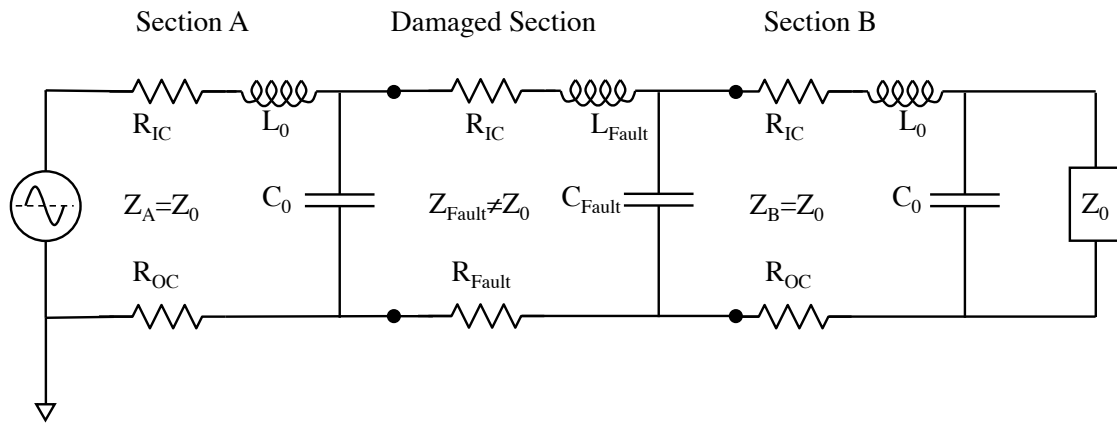 Section A
Damaged Section
Section B
R_IC
L_0
R_IC
L_Fault
R_IC
L_0
Z_A=Z_0
C_0
Z_Fault≠Z_0
C_Fault
Z_B=Z_0
C_0
Z_0
R_OC
R_Fault
R_OC